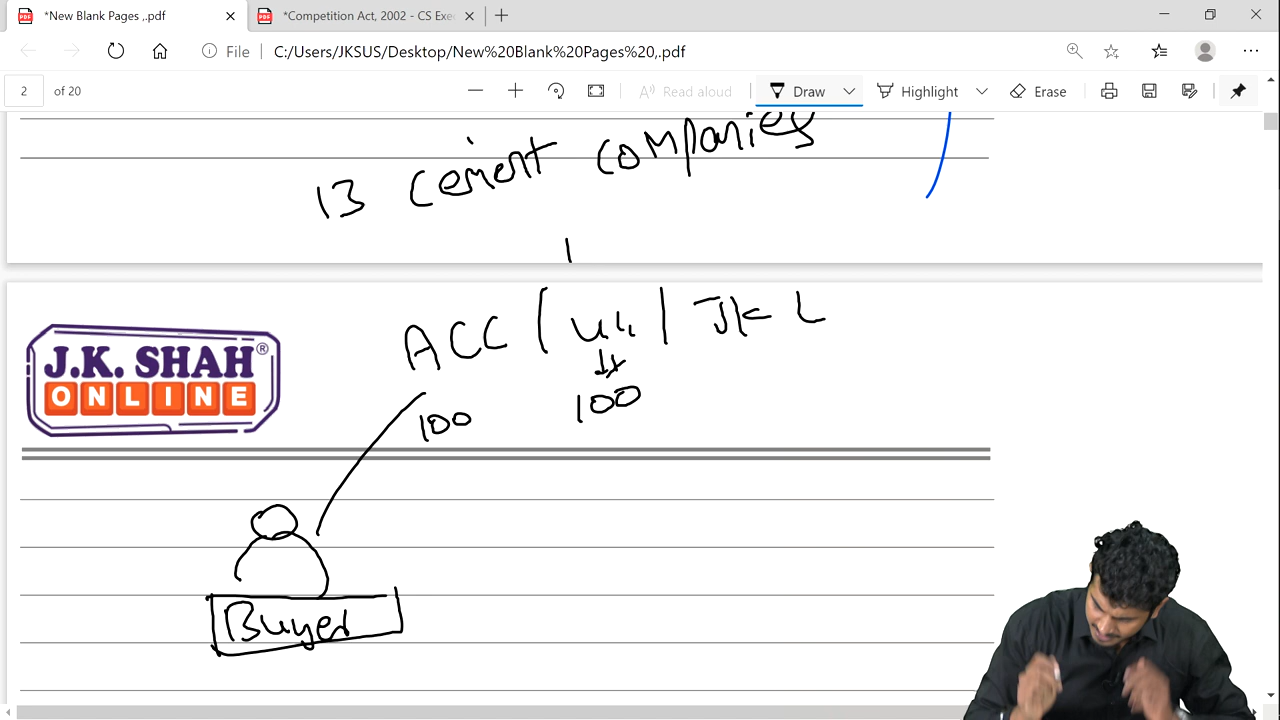 *New Blank Pages ,.pdf
*Competition Act, 2002 - CS Exec
File
C:/Users/JKSUS/Desktop/New%20Blank%20Pages%20,.pdf
2 of 20
Read aloud
Draw
Highlight
Erase
13 cement companies
ACC | | JK L
100 100
J.K. SHAH®
ONLINE
Buyer